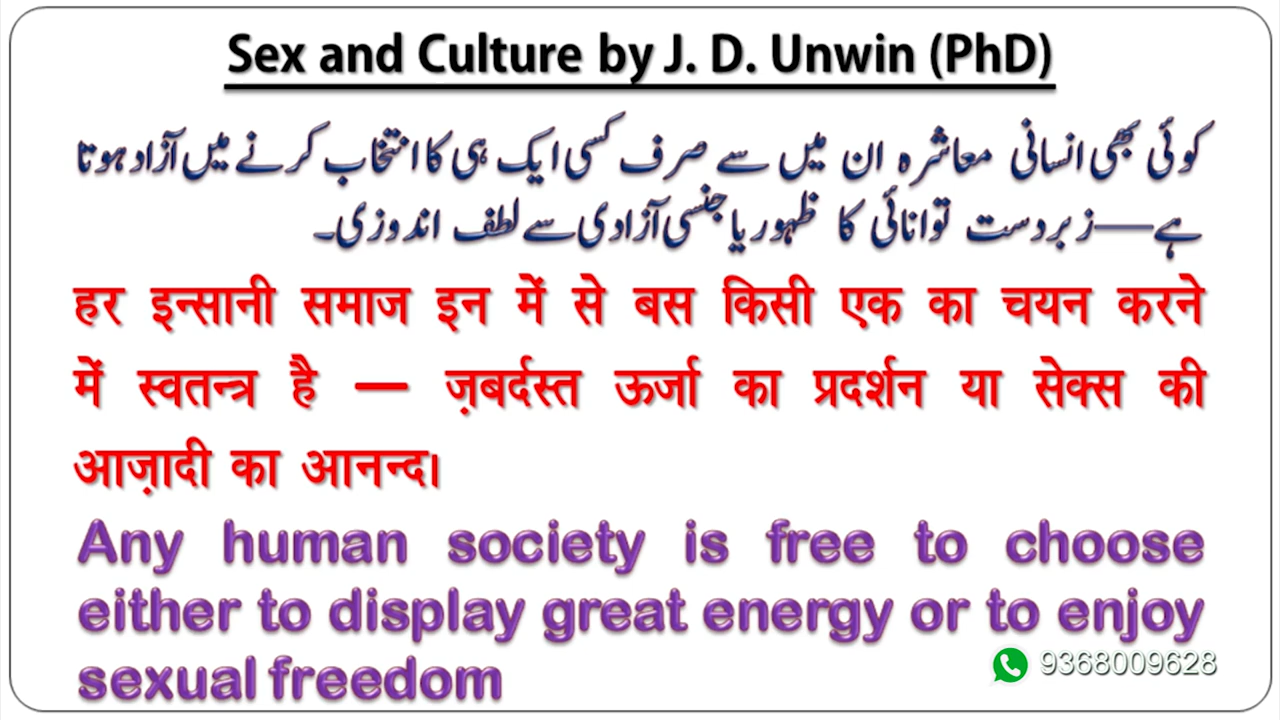 Sex and Culture by J. D. Unwin (PhD)
کوئی بھی انسانی معاشرہ ان میں سے صرف کسی ایک ہی کا انتخاب کرنے میں آزاد ہوتا
ہے—زبردست توانائی کا ظہور یا جنسی آزادی سے لطف اندوزی۔
हर इन्सानी समाज इन में से बस किसी एक का चयन करने
में स्वतन्त्र है — ज़बर्दस्त ऊर्जा का प्रदर्शन या सेक्स की
आज़ादी का आनन्द।
Any human society is free to choose
either to display great energy or to enjoy
sexual freedom
9368009628